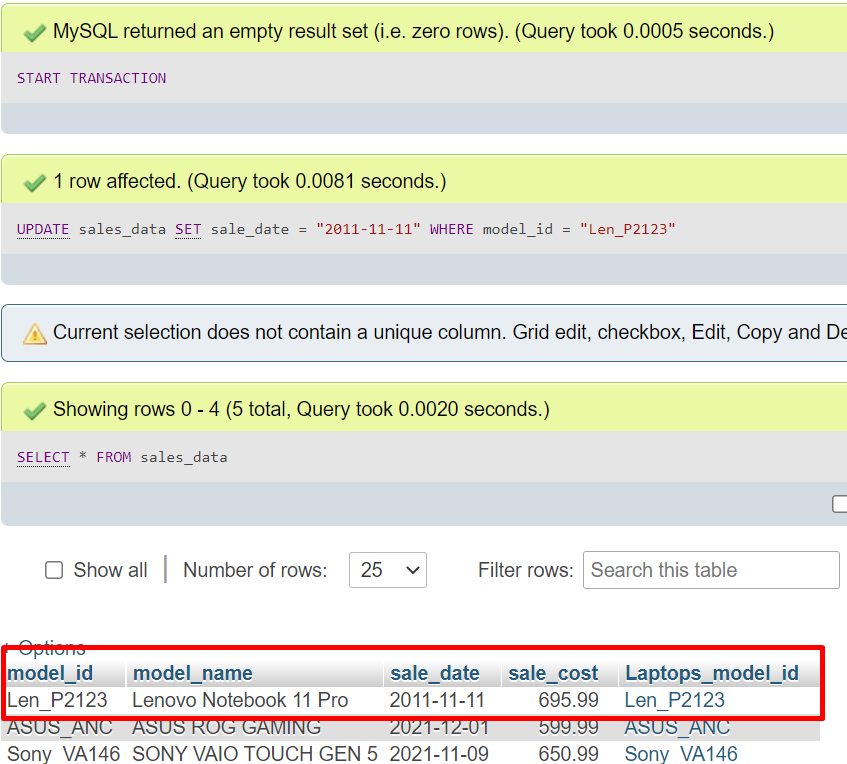 MySQL returned an empty result set (i.e. zero rows). (Query took 0.0005 seconds.)
START TRANSACTION
1 row affected. (Query took 0.0081 seconds.)
UPDATE sales_data SET sale_date = "2011-11-11" WHERE model_id = "Len_P2123"
Current selection does not contain a unique column. Grid edit, checkbox, Edit, Copy and De
Showing rows 0 - 4 (5 total, Query took 0.0020 seconds.)
SELECT * FROM sales_data
Show all Number of rows: 25 Filter rows: Search this table
+ Options
model_id model_name sale_date sale_cost Laptops_model_id
Len_P2123 Lenovo Notebook 11 Pro 2011-11-11 695.99 Len_P2123
ASUS_ANC ASUS ROG GAMING 2021-12-01 599.99 ASUS_ANC
Sony_VA146 SONY VAIO TOUCH GEN 5 2021-11-09 650.99 Sony_VA146